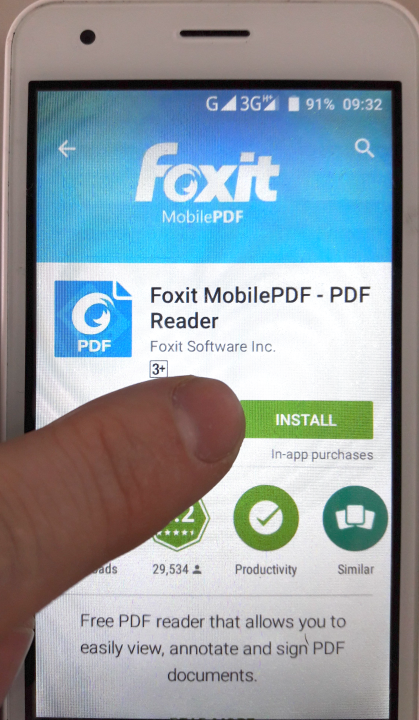 G 3G H+ 91% 09:32
Foxit
MobilePDF
PDF
Foxit MobilePDF - PDF
Reader
Foxit Software Inc.
3+
INSTALL
In-app purchases
.2
ads 29,534 Productivity Similar
Free PDF reader that allows you to
easily view, annotate and sign PDF
documents.
READ MORE